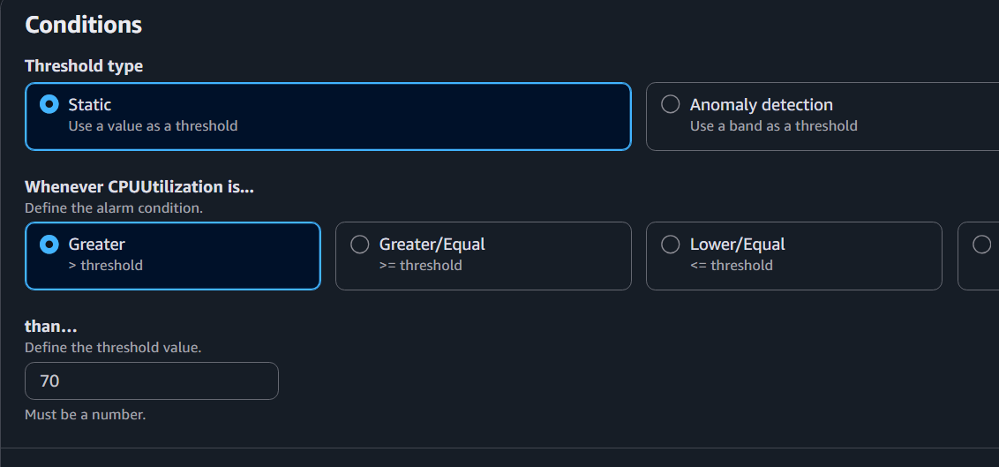 Conditions
Threshold type
Static
Use a value as a threshold
Anomaly detection
Use a band as a threshold
Whenever CPUUtilization is...
Define the alarm condition.
Greater
> threshold
Greater/Equal
>= threshold
Lower/Equal
<= threshold
than...
Define the threshold value.
70
Must be a number.